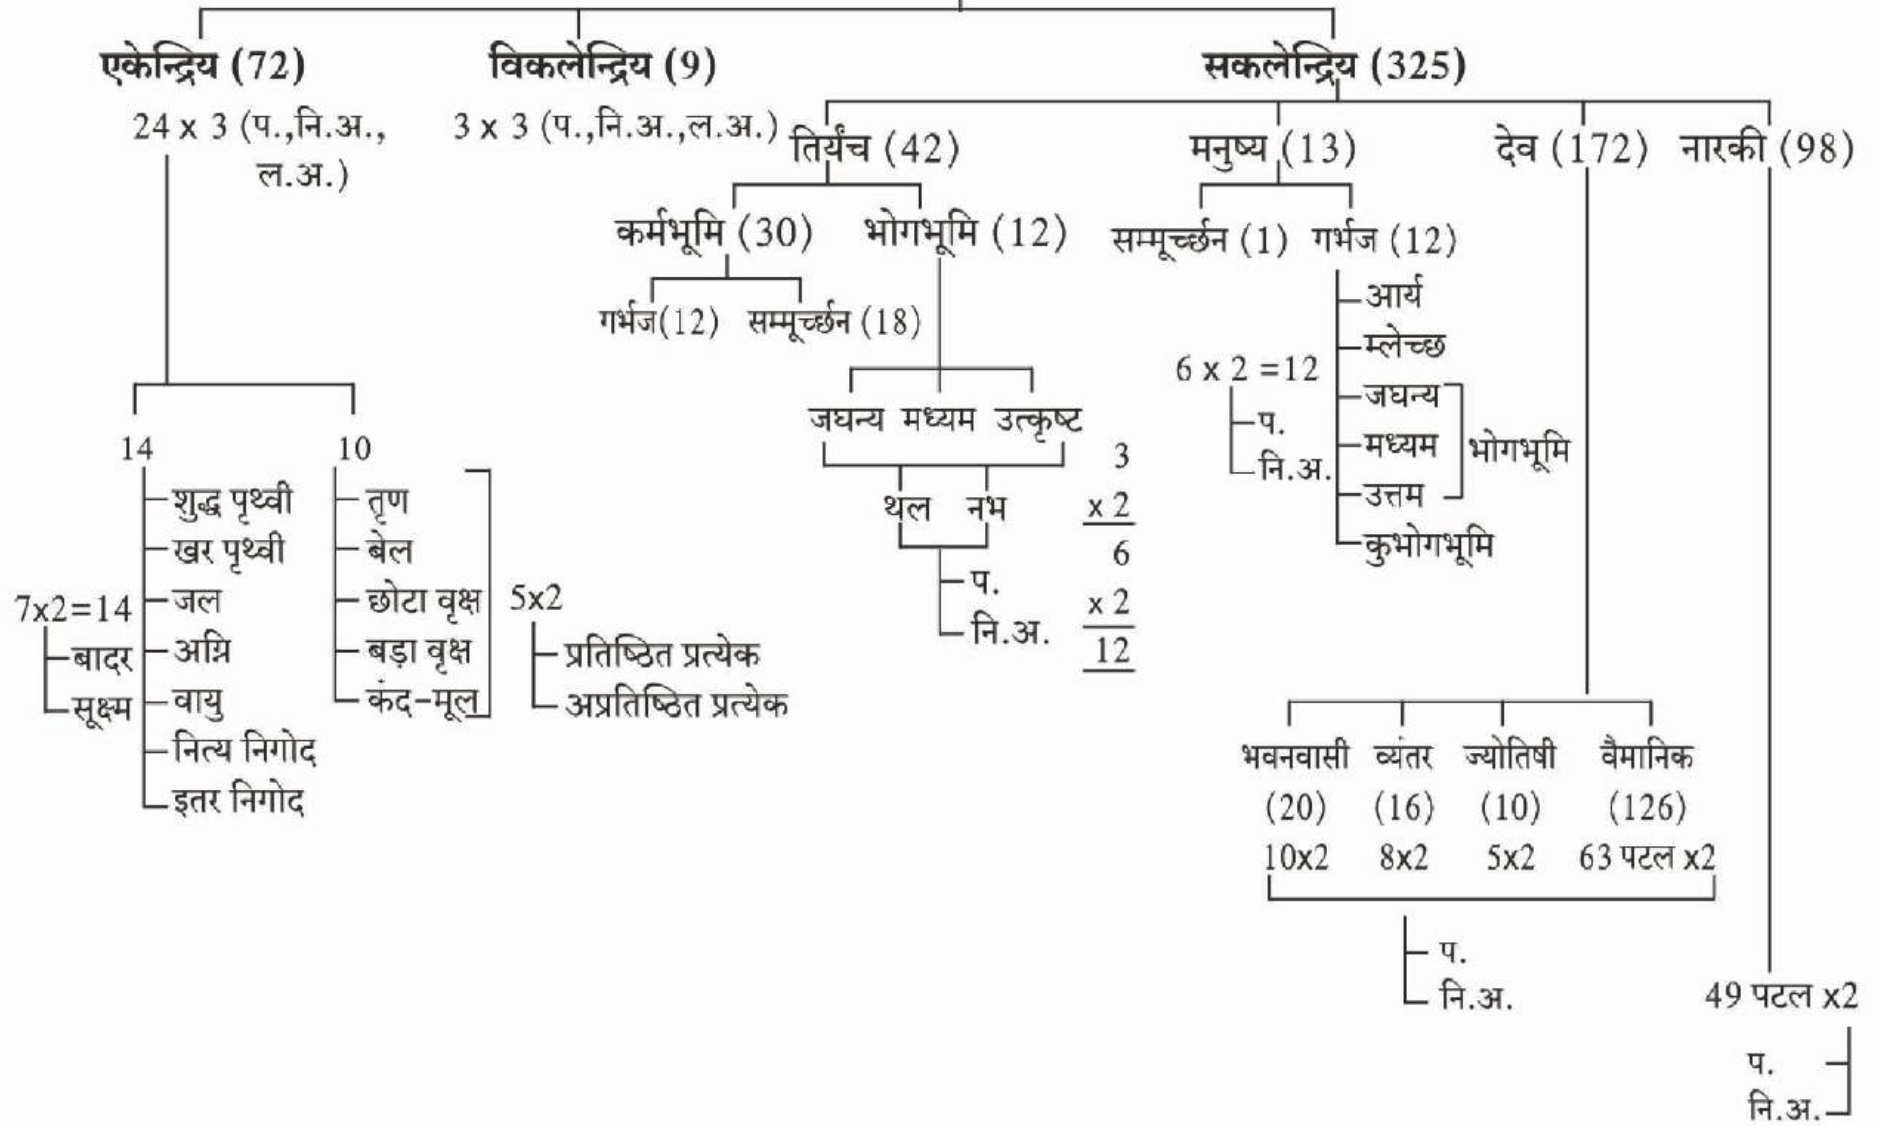 एकेन्द्रिय (72) विकलेन्द्रिय (9) सकलेन्द्रिय (325)
24 x 3 (प.,नि.अ.,
ल.अ.)
3 x 3 (प.,नि.अ.,ल.अ.)
तिर्यंच (42) मनुष्य (13) देव (172) नारकी (98)
कर्मभूमि (30) भोगभूमि (12) सम्मूर्च्छन (1) गर्भज (12)
गर्भज(12) सम्मूर्च्छन (18)
आर्य
म्लेच्छ
6 x 2 =12
जघन्य
मध्यम
उत्तम
भोगभूमि
कुभोगभूमि
प.
नि.अ.
जघन्य मध्यम उत्कृष्ट
थल नभ
प.
नि.अ.
3
x 2
6
x 2
12
14
शुद्ध पृथ्वी
खर पृथ्वी
जल
अग्नि
वायु
नित्य निगोद
इतर निगोद
7x2=14
बादर
सूक्ष्म
10
तृण
बेल
छोटा वृक्ष
बड़ा वृक्ष
कंद-मूल
5x2
प्रतिष्ठित प्रत्येक
अप्रतिष्ठित प्रत्येक
भवनवासी व्यंतर ज्योतिषी वैमानिक
(20) (16) (10) (126)
10x2 8x2 5x2 63 पटल x2
प.
नि.अ.
49 पटल x2
प.
नि.अ.